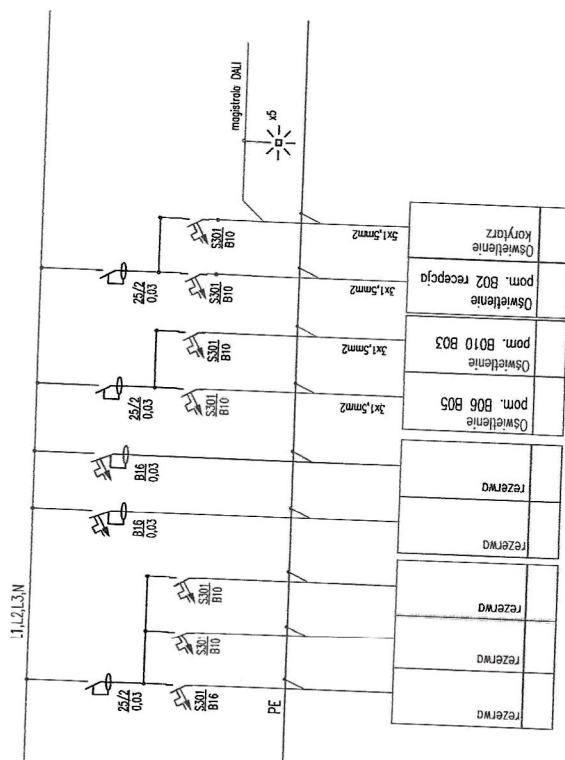 magistrala DALI
x5
S301
B10
25/2
0,03
S301
B10
S301
B10
25/2
0,03
S301
B10
B16
0,03
B16
0,03
L1,L2,L3,N
S301
B10
S301
B10
25/2
0,03
S301
B16
PE
5x1,5mm2
3x1,5mm2
3x1,5mm2
3x1,5mm2
Oświetlenie
korytarz
Oświetlenie
pom. B02 recepcja
Oświetlenie
pom. B010 B03
Oświetlenie
pom. B06 B05
rezerwa
rezerwa
rezerwa
rezerwa
rezerwa